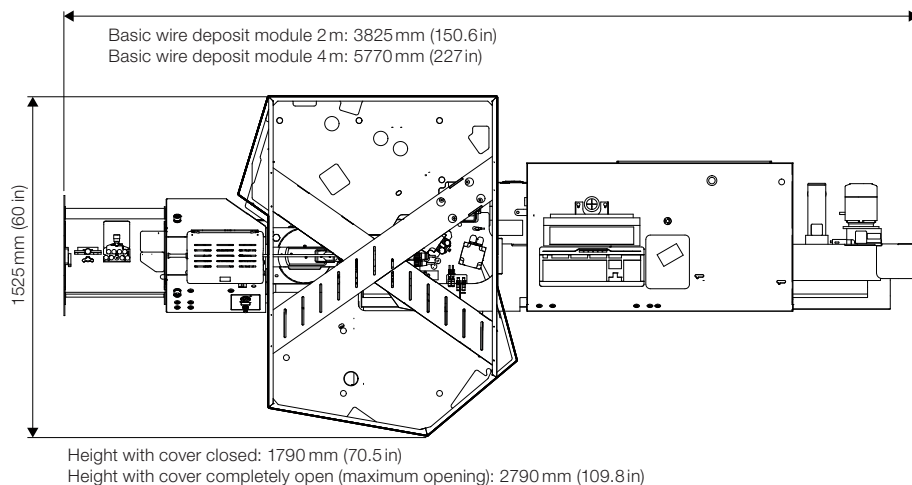 Basic wire deposit module 2 m: 3825 mm (150.6 in)
Basic wire deposit module 4 m: 5770 mm (227 in)
1525 mm (60 in)
Height with cover closed: 1790 mm (70.5 in)
Height with cover completely open (maximum opening): 2790 mm (109.8 in)